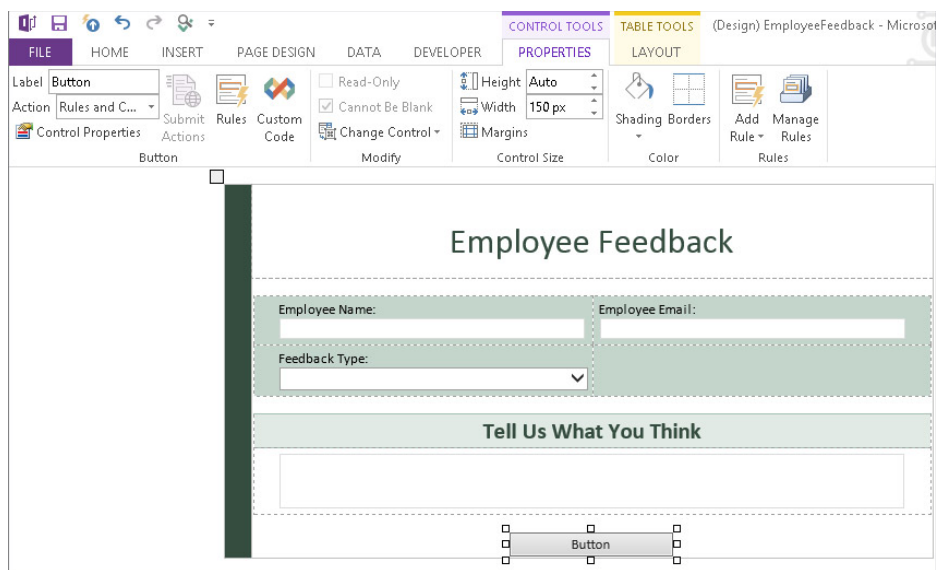 CONTROL TOOLS TABLE TOOLS (Design) EmployeeFeedback - Microsof
FILE HOME INSERT PAGE DESIGN DATA DEVELOPER PROPERTIES LAYOUT
Label Button
Action Rules and C...
Control Properties
Submit Actions
Rules
Custom Code
Button
Read-Only
Cannot Be Blank
Change Control
Modify
Height Auto
Width 150 px
Margins
Control Size
Shading Borders
Color
Add Rule
Manage Rules
Rules
Employee Feedback
Employee Name: Employee Email:
Feedback Type:
Tell Us What You Think
Button